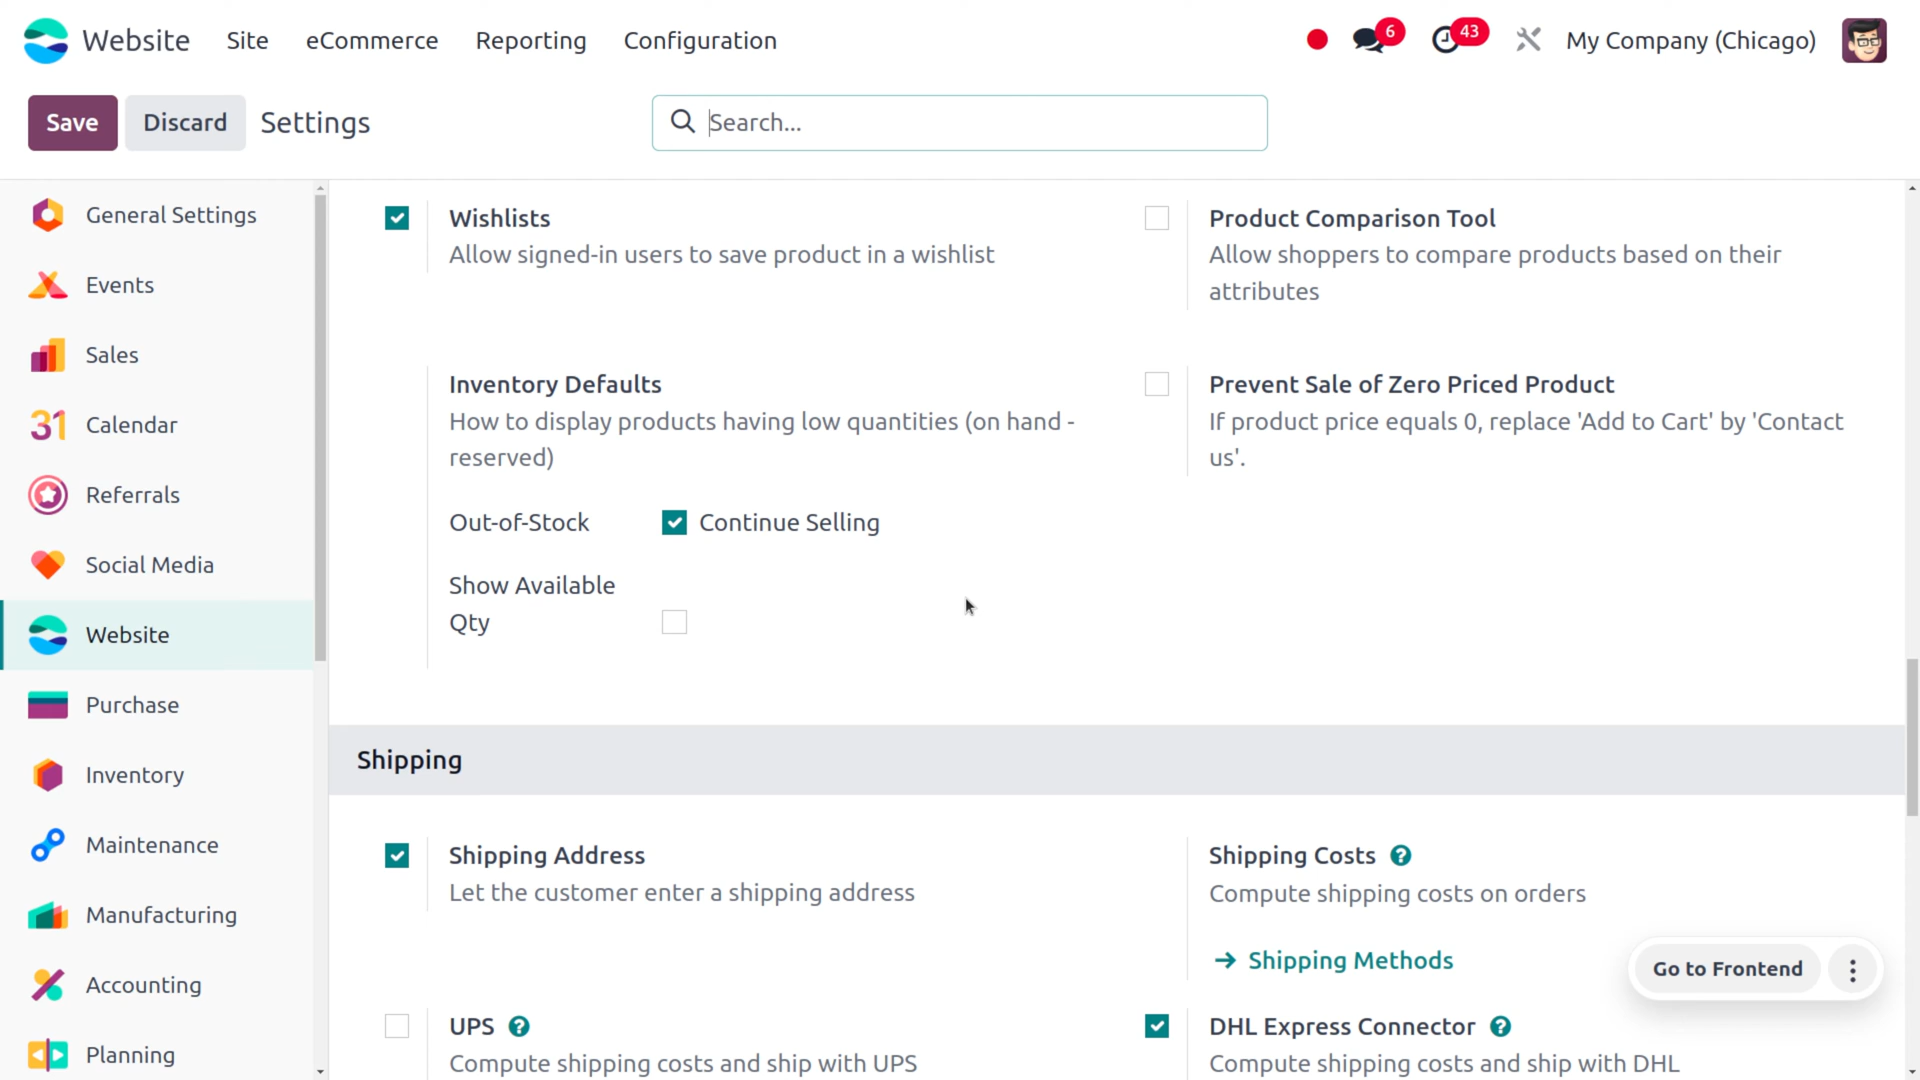 Website Site eCommerce Reporting Configuration 6 43 My Company (Chicago)
Save Discard Settings Search...
General Settings
Events
Sales
31 Calendar
Referrals
Social Media
Website
Purchase
Inventory
Maintenance
Manufacturing
Accounting
Planning
Wishlists
Allow signed-in users to save product in a wishlist
Product Comparison Tool
Allow shoppers to compare products based on their
attributes
Inventory Defaults
How to display products having low quantities (on hand -
reserved)
Out-of-Stock Continue Selling
Show Available
Qty
Prevent Sale of Zero Priced Product
If product price equals 0, replace 'Add to Cart' by 'Contact
us'.
Shipping
Shipping Address
Let the customer enter a shipping address
Shipping Costs ?
Compute shipping costs on orders
→ Shipping Methods
Go to Frontend
UPS ?
Compute shipping costs and ship with UPS
DHL Express Connector ?
Compute shipping costs and ship with DHL